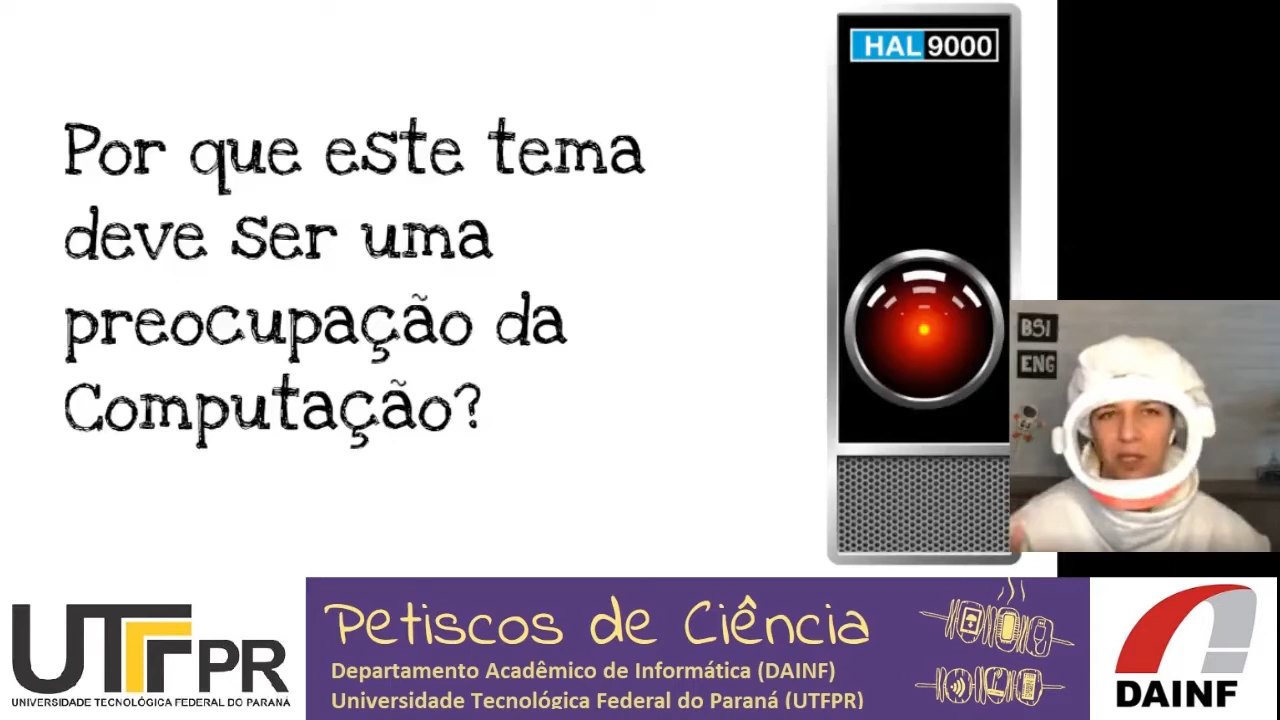 HAL 9000
Por que este tema
deve ser uma
preocupação da
Computação?
BSI
ENG
UTFPR
UNIVERSIDADE TECNOLÓGICA FEDERAL DO PARANÁ
Petiscos de Ciência
Departamento Acadêmico de Informática (DAINF)
Universidade Tecnológica Federal do Paraná (UTFPR)
DAINF